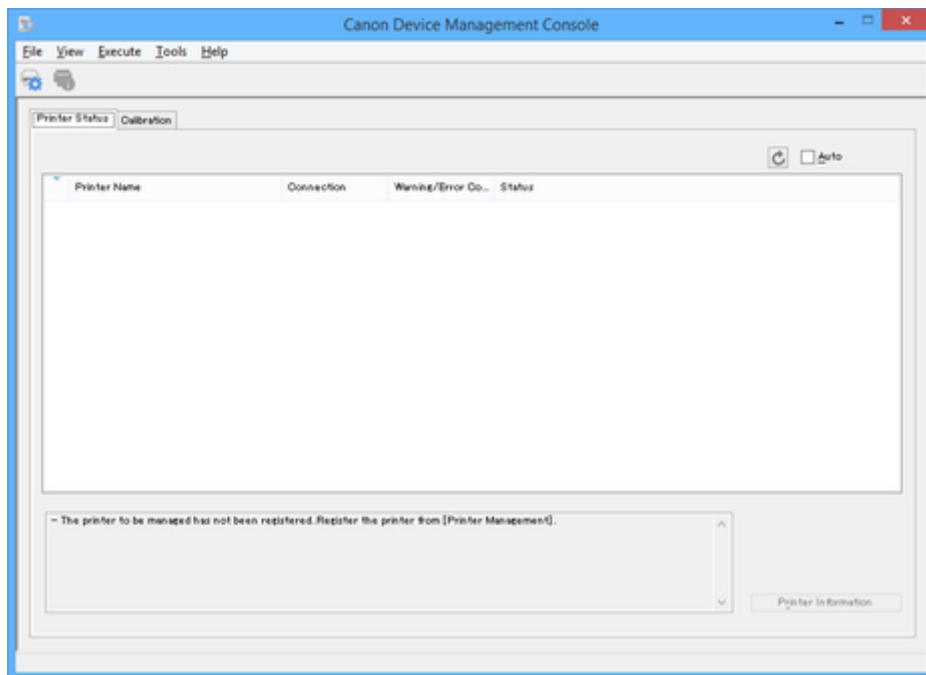 Canon Device Management Console
File View Execute Tools Help
Printer Status Calibration
Auto
Printer Name Connection Warning/Error Co... Status
- The printer to be managed has not been registered.Register the printer from [Printer Management].
Printer Information